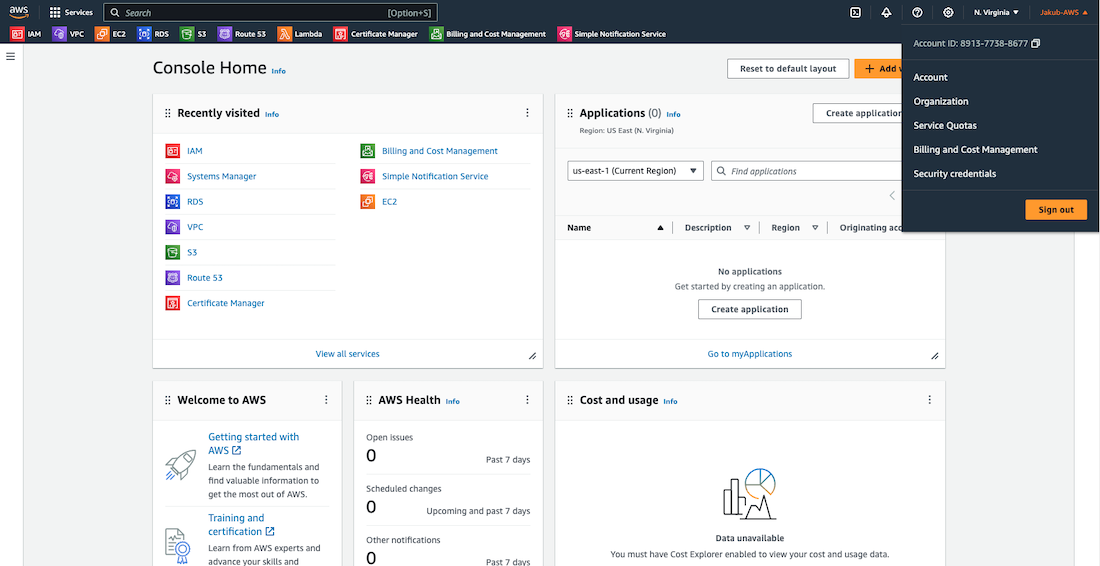 aws
Services
Search
[Option+S]
N. Virginia
Jakub-AWS
IAM
VPC
EC2
RDS
S3
Route 53
Lambda
Certificate Manager
Billing and Cost Management
Simple Notification Service
Account ID: 8913-7738-8677
Account
Organization
Service Quotas
Billing and Cost Management
Security credentials
Sign out
Console Home Info
Reset to default layout
+ Add
Recently visited Info
IAM
Systems Manager
RDS
VPC
S3
Route 53
Certificate Manager
Billing and Cost Management
Simple Notification Service
EC2
View all services
Applications (0) Info
Region: US East (N. Virginia)
Create application
us-east-1 (Current Region)
Find applications
Name
Description
Region
Originating acc
No applications
Get started by creating an application.
Create application
Go to myApplications
Welcome to AWS
Getting started with
AWS
Learn the fundamentals and
find valuable information to
get the most out of AWS.
Training and
certification
Learn from AWS experts and
advance your skills and
AWS Health Info
Open issues
0
Past 7 days
Scheduled changes
0
Upcoming and past 7 days
Other notifications
0
Past 7 days
Cost and usage Info
Data unavailable
You must have Cost Explorer enabled to view your cost and usage data.